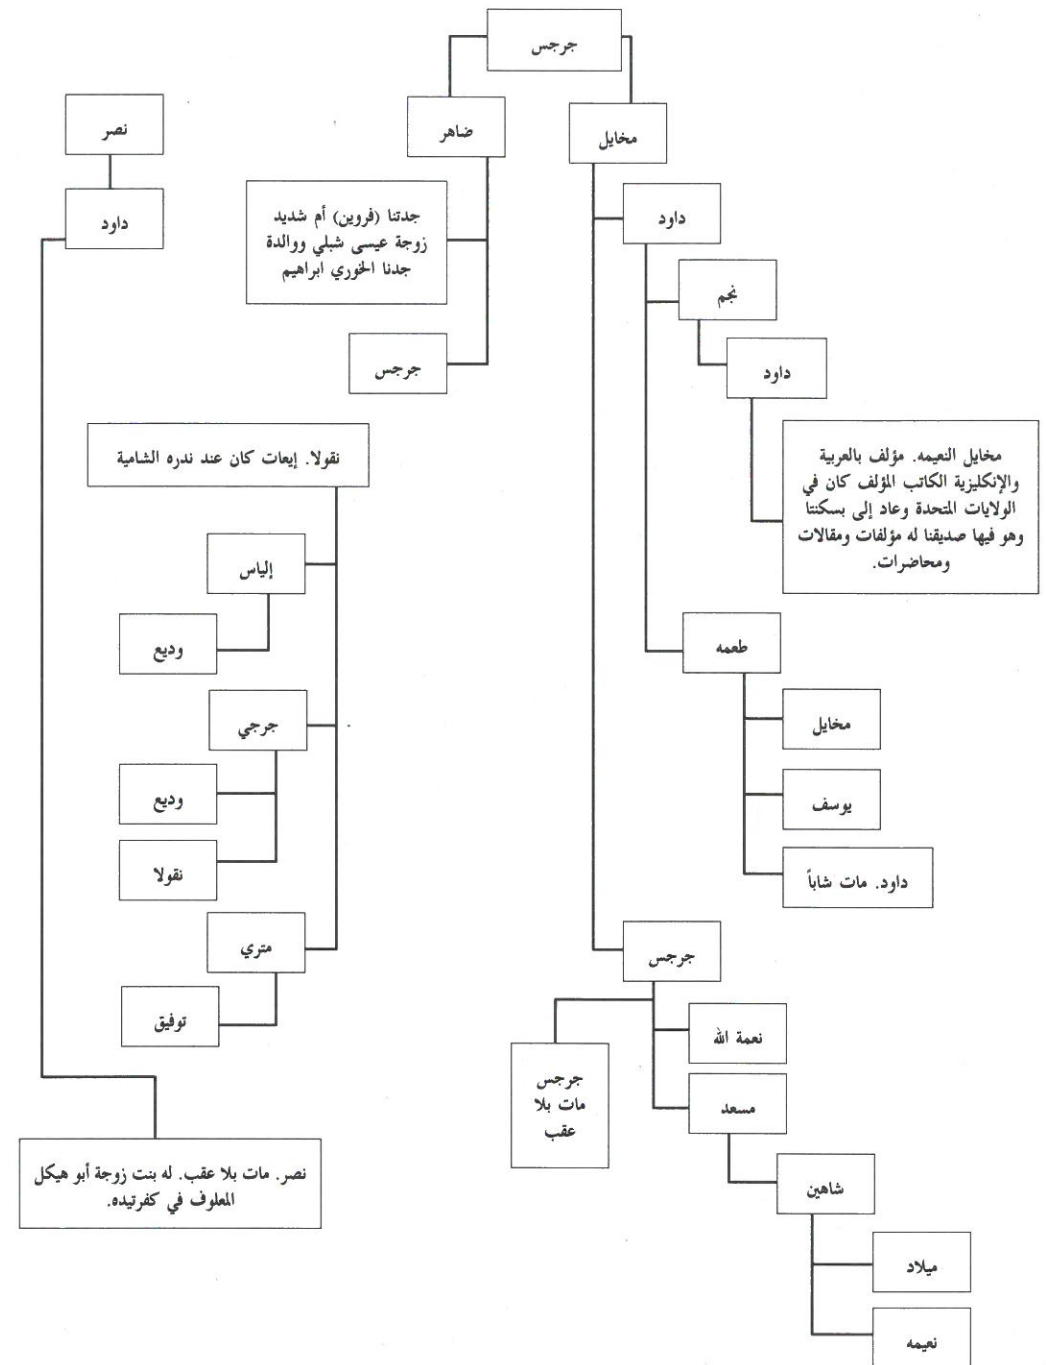 جرجس
ضاهر
مخايل
نصر
داود
جدتنا (فروين) أم شديد
زوجة عيسى شبلي ووالدة
جدنا الخوري ابراهيم
جرجس
داود
نجم
داود
مخايل النعيمه. مؤلف بالعربية
والإنكليزية الكاتب المؤلف كان في
الولايات المتحدة وعاد إلى بسكنتا
وهو فيها صديقنا له مؤلفات ومقالات
ومحاضرات.
طعمه
مخايل
يوسف
داود. مات شاباً
جرجس
نعمة الله
جرجس
مات بلا
عقب
مسعد
شاهين
ميلاد
نعيمه
نقولا. إيعات كان عند ندره الشامية
إلياس
وديع
جرجي
وديع
نقولا
متري
توفيق
نصر. مات بلا عقب. له بنت زوجة أبو هيكل
المعلوف في كفرتيده.